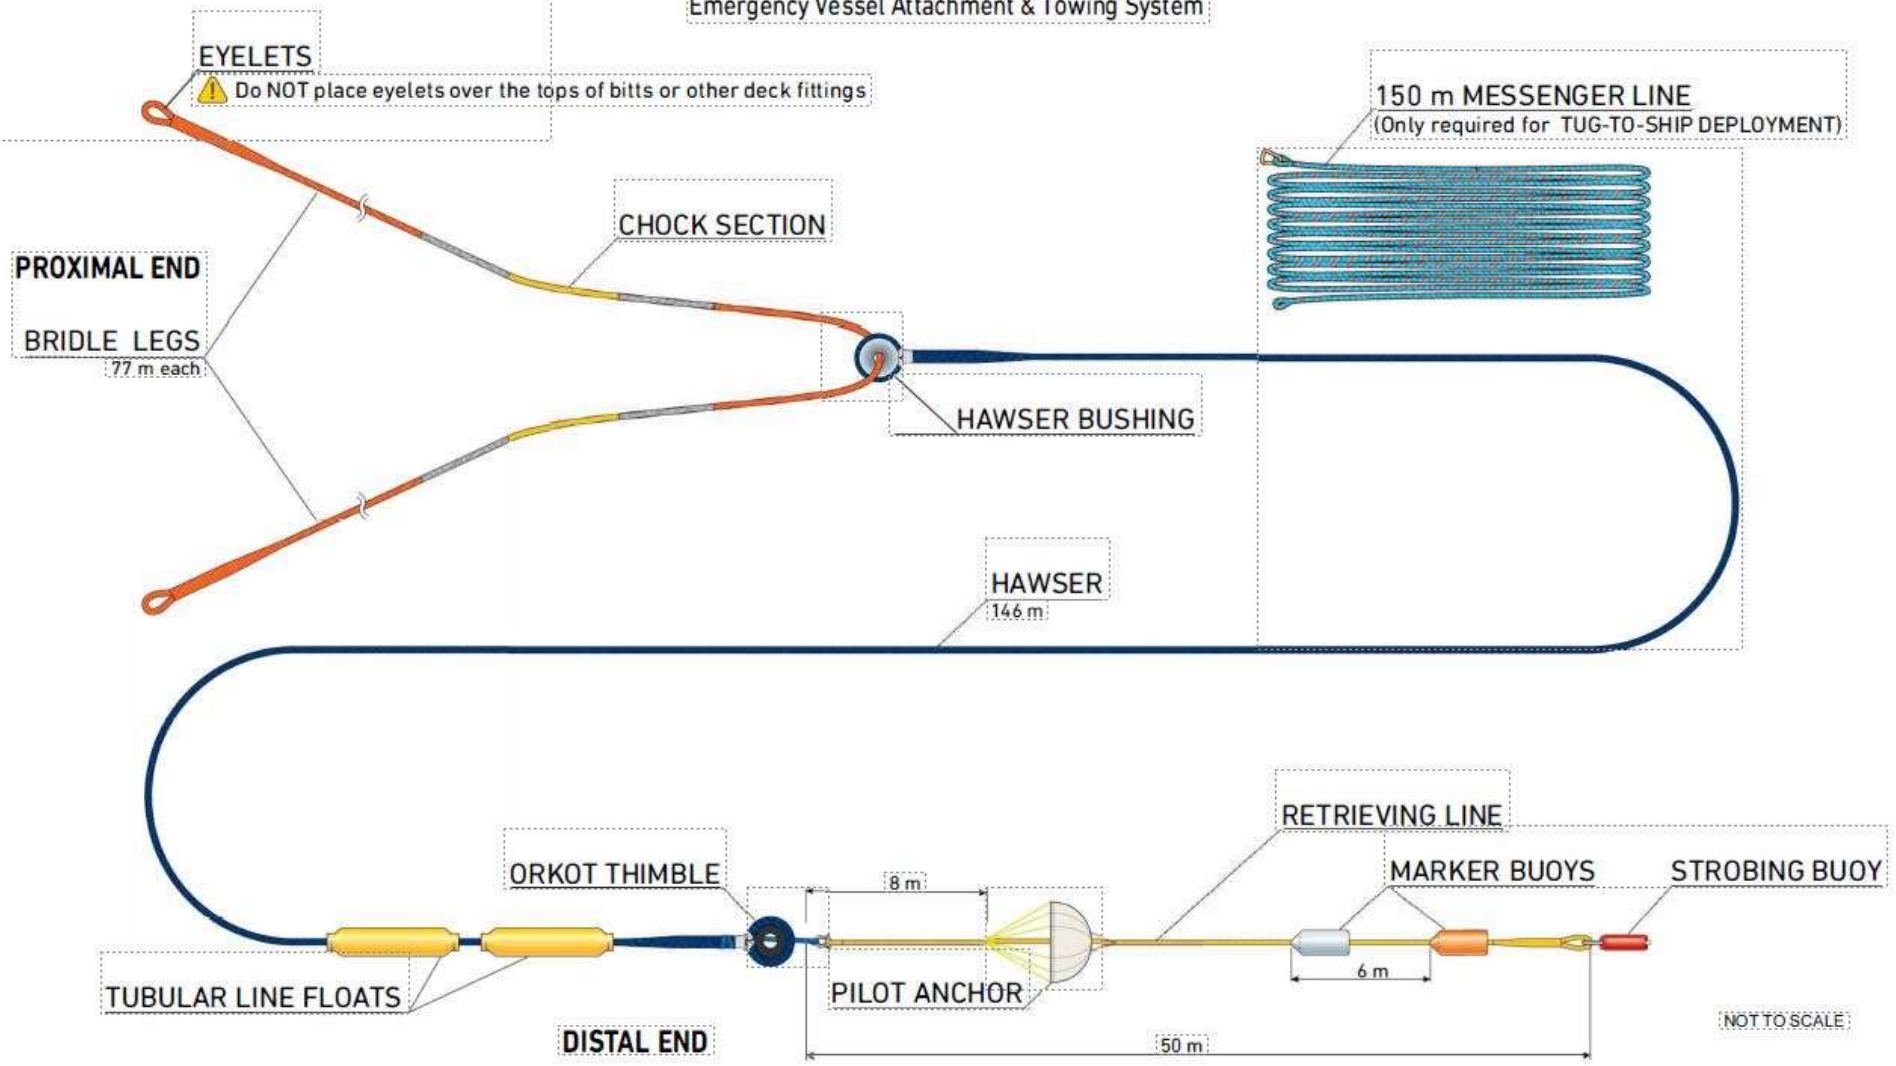 Emergency Vessel Attachment & Towing System
EYELETS
Do NOT place eyelets over the tops of bitts or other deck fittings
150 m MESSENGER LINE
(Only required for TUG-TO-SHIP DEPLOYMENT)
CHOCK SECTION
PROXIMAL END
BRIDLE LEGS
77 m each
HAWSER BUSHING
HAWSER
146 m
RETRIEVING LINE
ORKOT THIMBLE
8 m
MARKER BUOYS
STROBING BUOY
6 m
TUBULAR LINE FLOATS
PILOT ANCHOR
NOT TO SCALE
DISTAL END
50 m